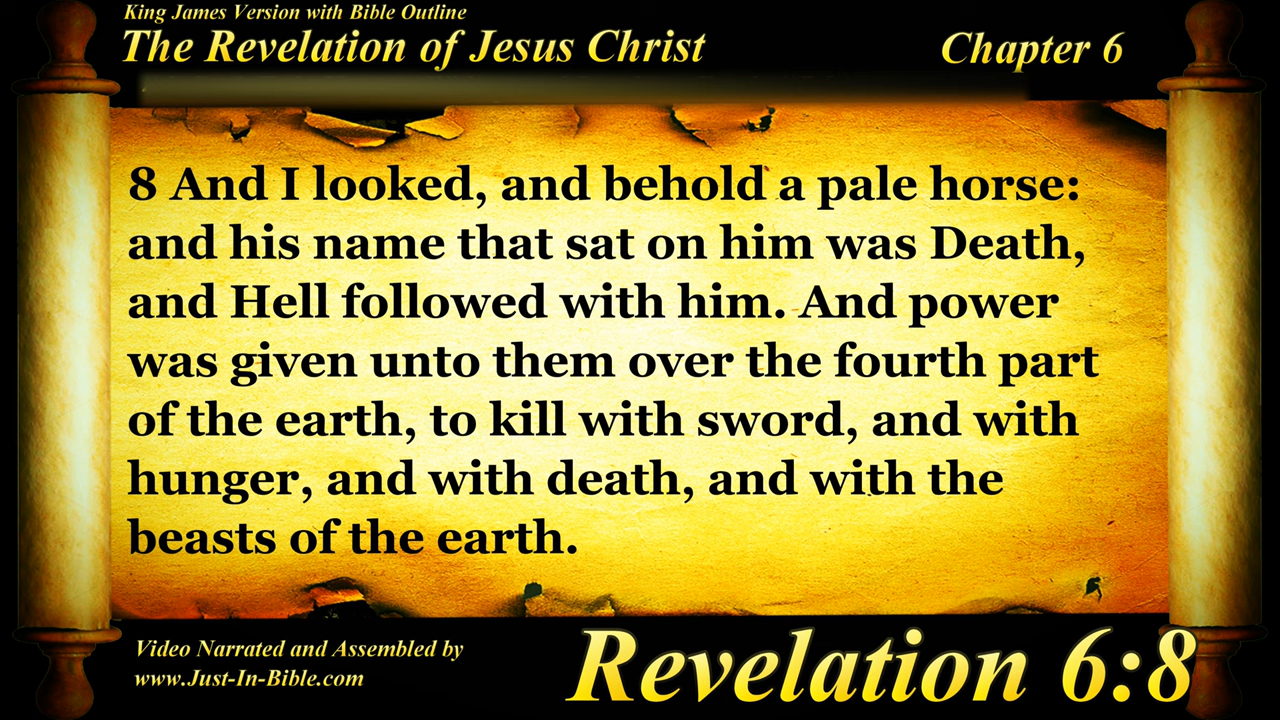 King James Version with Bible Outline
The Revelation of Jesus Christ
Chapter 6
8 And I looked, and behold a pale horse:
and his name that sat on him was Death,
and Hell followed with him. And power
was given unto them over the fourth part
of the earth, to kill with sword, and with
hunger, and with death, and with the
beasts of the earth.
Video Narrated and Assembled by
www.Just-In-Bible.com
Revelation 6:8